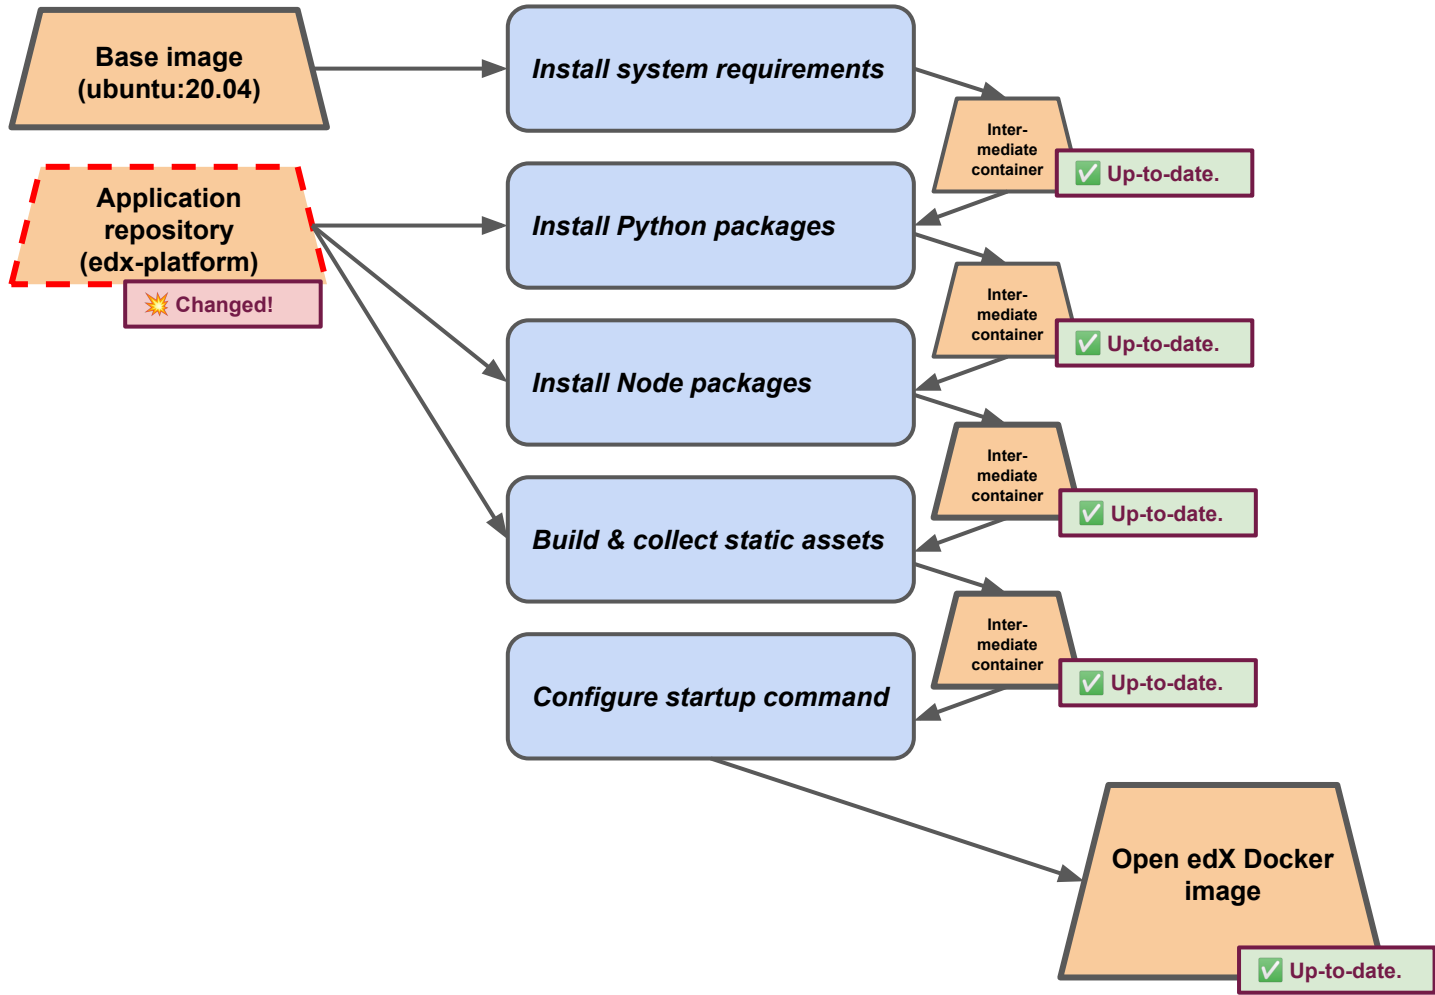 Base image
(ubuntu:20.04)
Install system requirements
Inter-
mediate
container
✅ Up-to-date.
Application
repository
(edx-platform)
💥 Changed!
Install Python packages
Inter-
mediate
container
✅ Up-to-date.
Install Node packages
Inter-
mediate
container
✅ Up-to-date.
Build & collect static assets
Inter-
mediate
container
✅ Up-to-date.
Configure startup command
Open edX Docker
image
✅ Up-to-date.